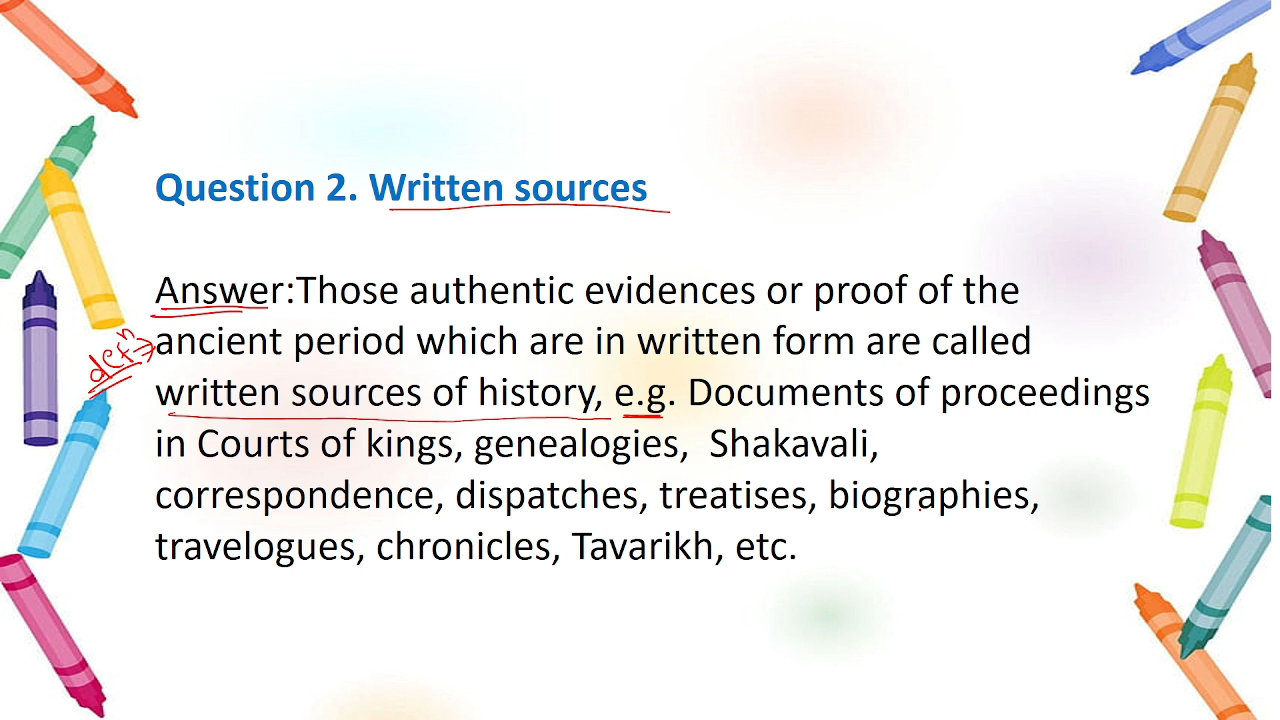 Question 2. Written sources
Answer:Those authentic evidences or proof of the
defn ancient period which are in written form are called
written sources of history, e.g. Documents of proceedings
in Courts of kings, genealogies, Shakavali,
correspondence, dispatches, treatises, biographies,
travelogues, chronicles, Tavarikh, etc.